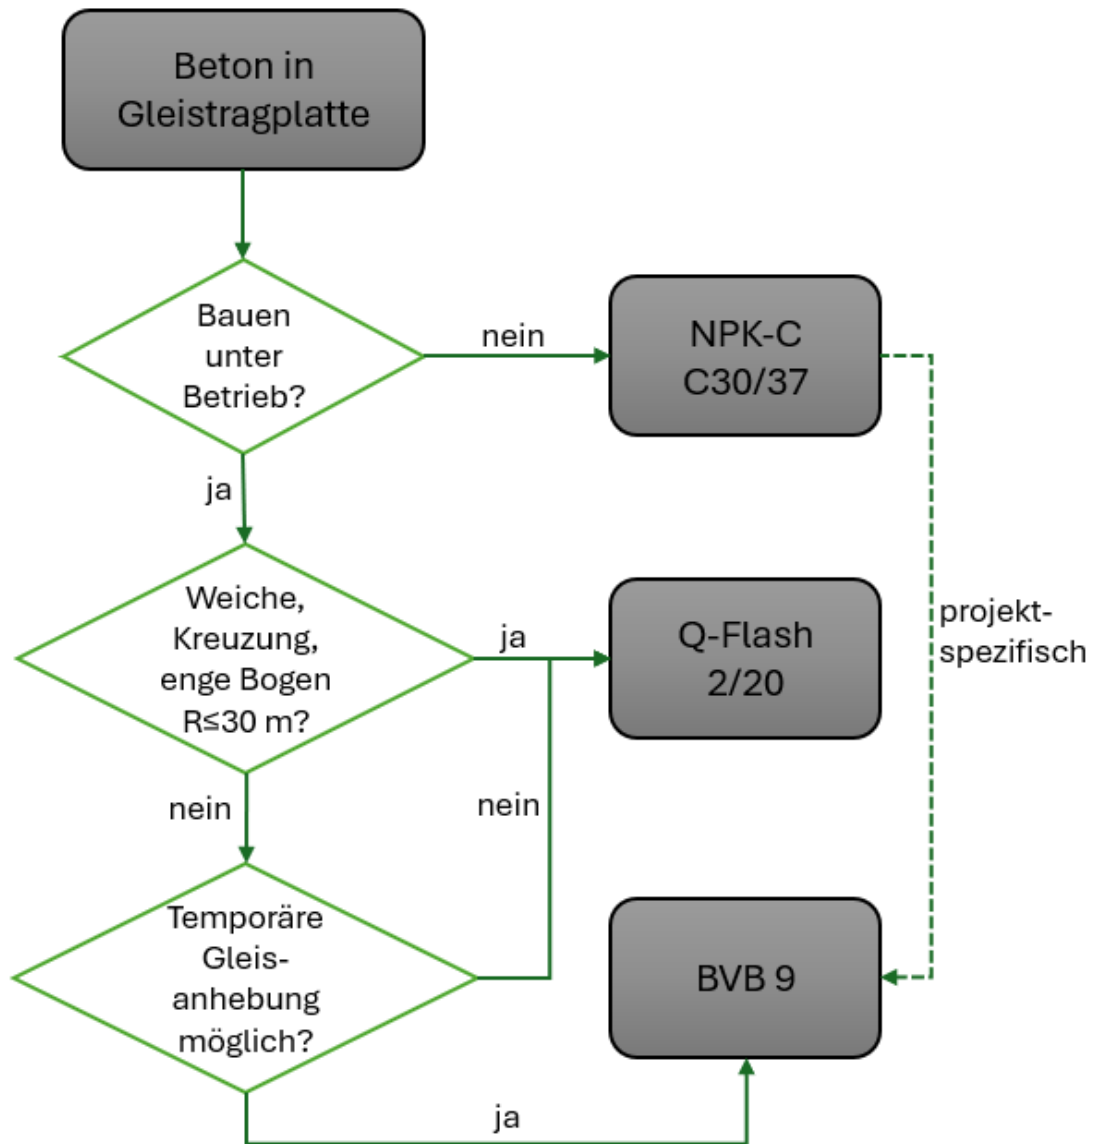 Beton in
Gleistragplatte
Bauen
unter
Betrieb?
nein
NPK-C
C30/37
ja
Weiche,
Kreuzung,
enge Bogen
R≤30 m?
ja
Q-Flash
2/20
projekt-
spezifisch
nein
nein
Temporäre
Gleis-
anhebung
möglich?
BVB 9
ja